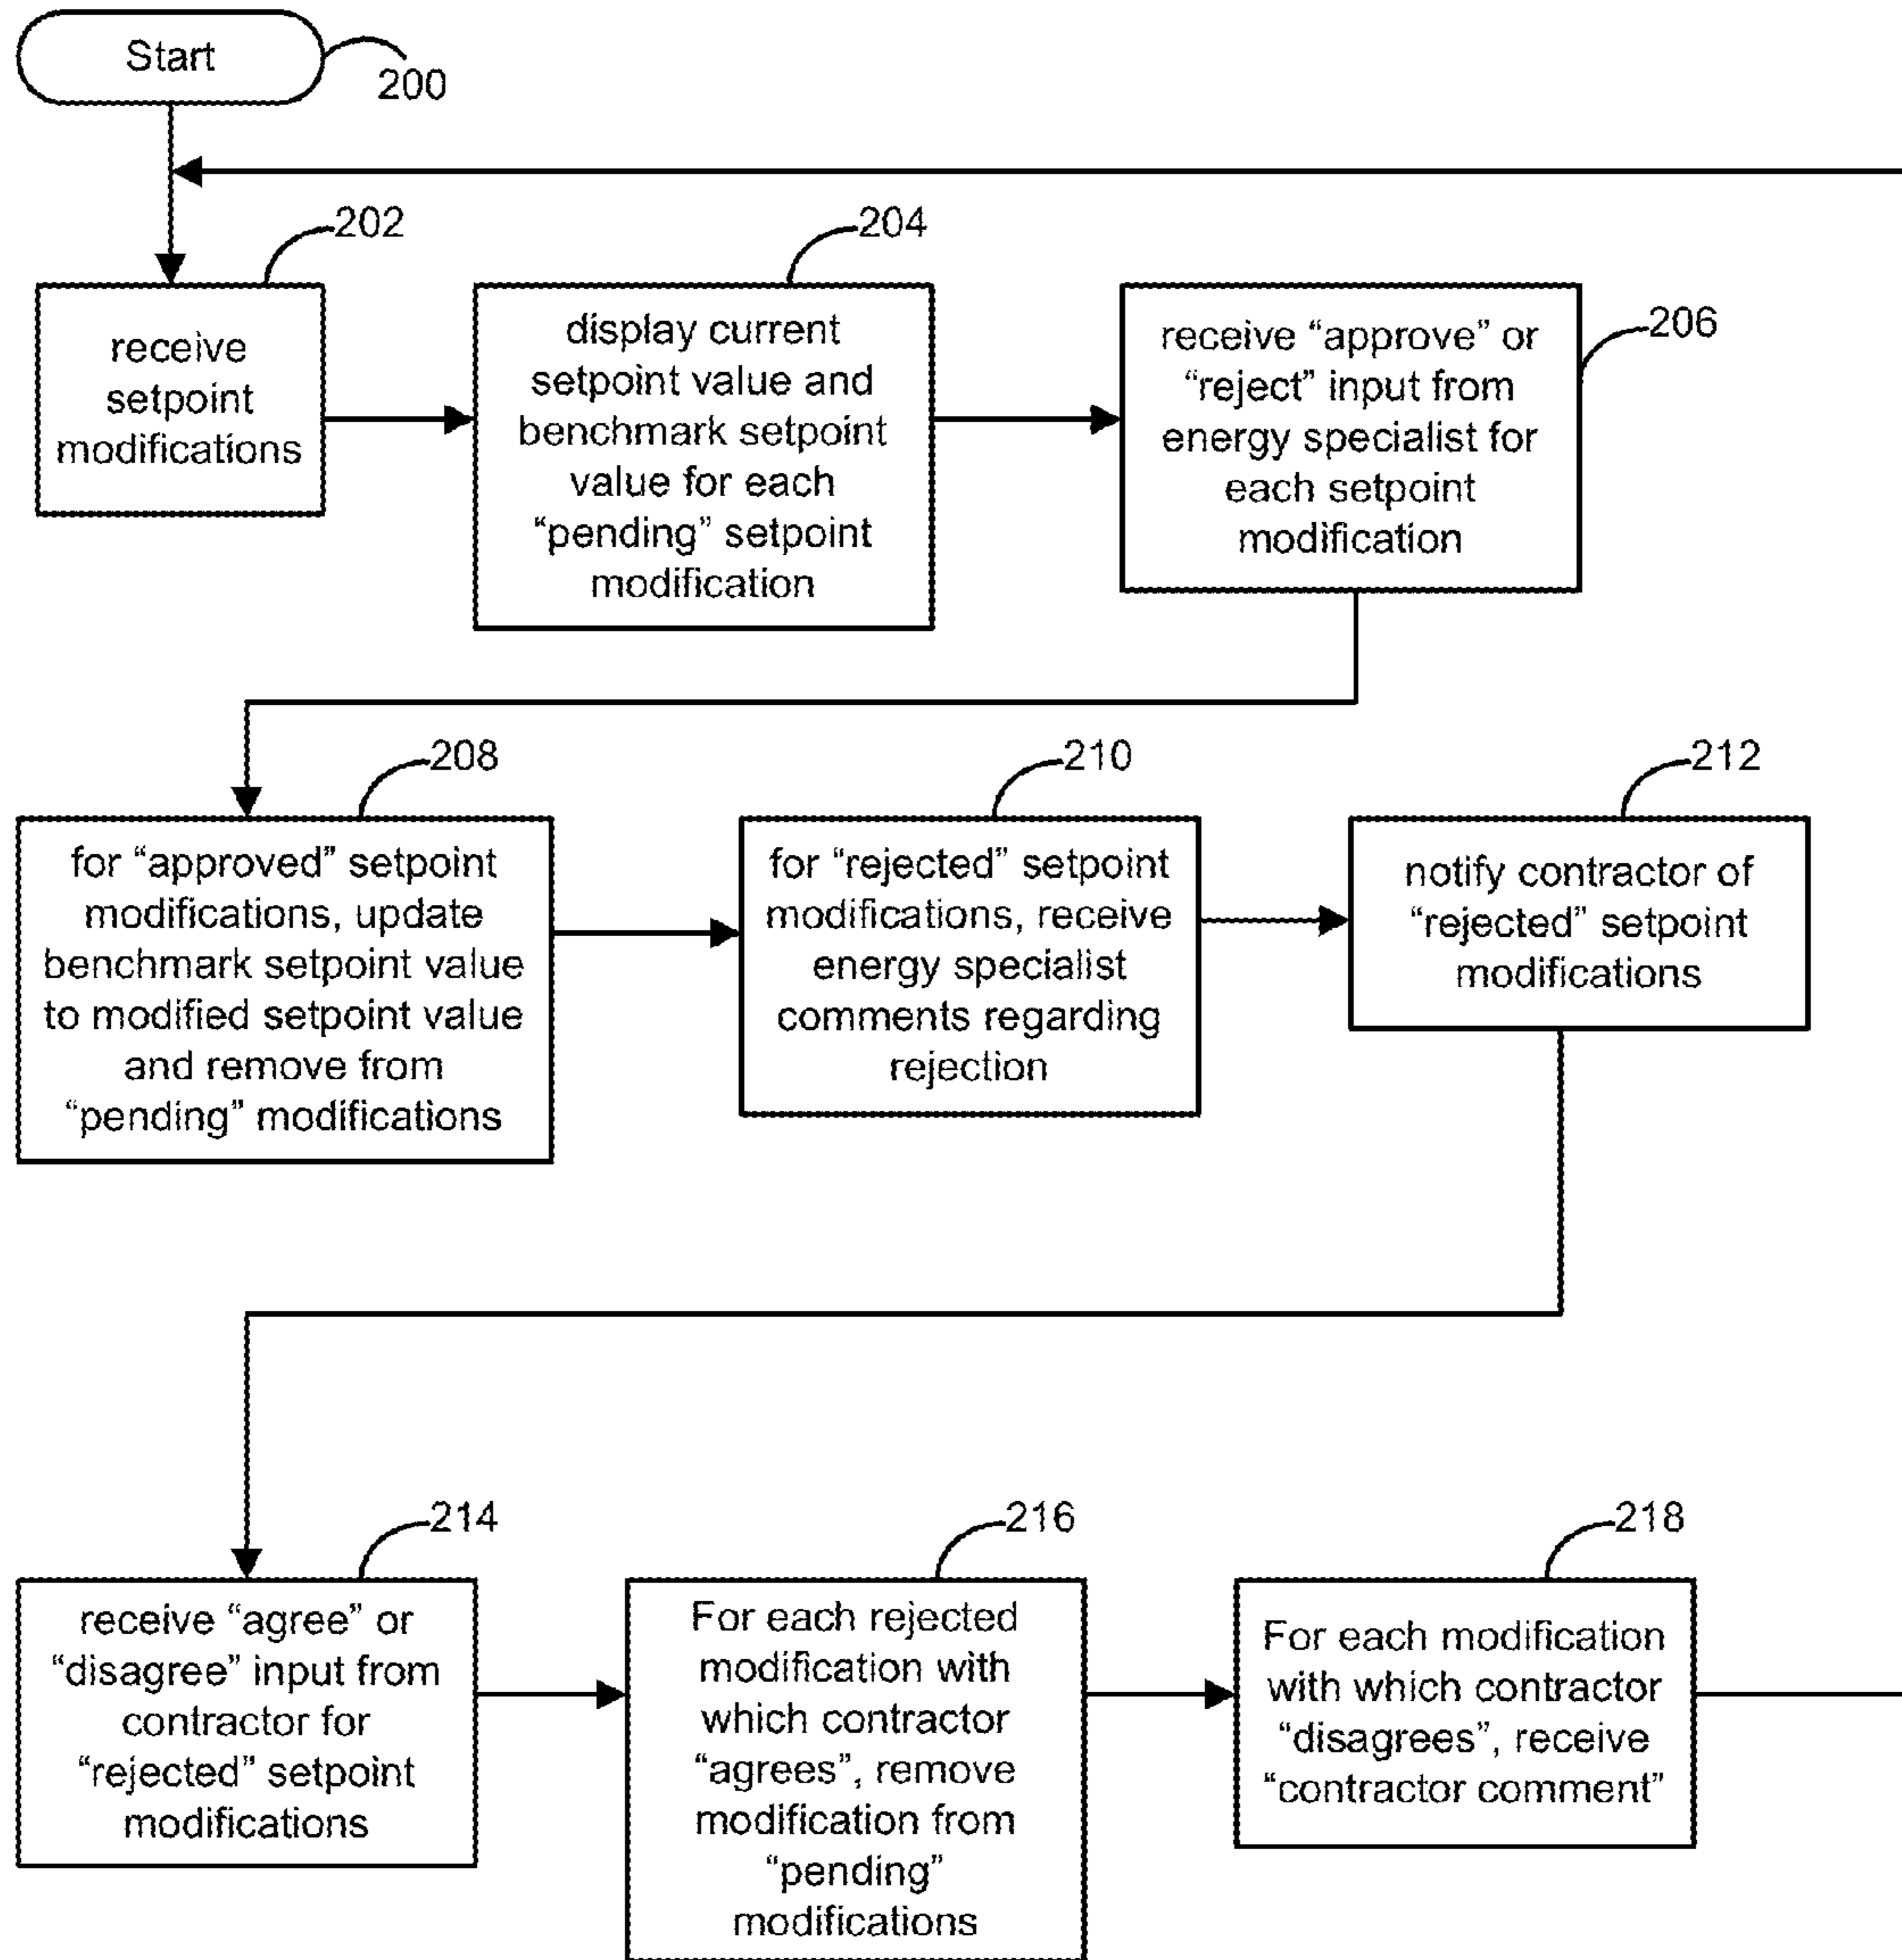 Start
200
202
204
206
receive
setpoint
modifications
display current
setpoint value and
benchmark setpoint
value for each
“pending” setpoint
modification
receive “approve” or
“reject” input from
energy specialist for
each setpoint
modification
208
210
212
for “approved” setpoint
modifications, update
benchmark setpoint value
to modified setpoint value
and remove from
“pending” modifications
for “rejected” setpoint
modifications, receive
energy specialist
comments regarding
rejection
notify contractor of
“rejected” setpoint
modifications
214
216
218
receive “agree” or
“disagree” input from
contractor for
“rejected” setpoint
modifications
For each rejected
modification with
which contractor
“agrees”, remove
modification from
“pending”
modifications
For each modification
with which contractor
“disagrees”, receive
“contractor comment”